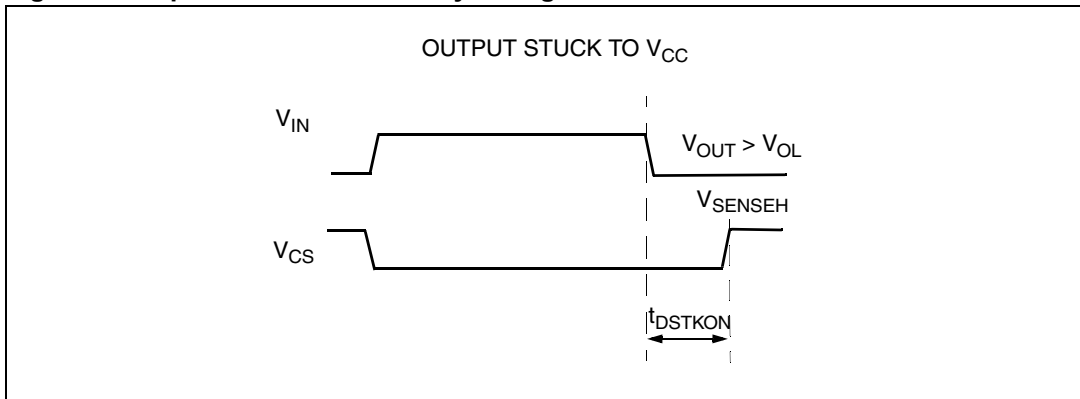 OUTPUT STUCK TO V_CC
V_IN
V_OUT > V_OL
V_SENSEH
V_CS
t_DSTKON